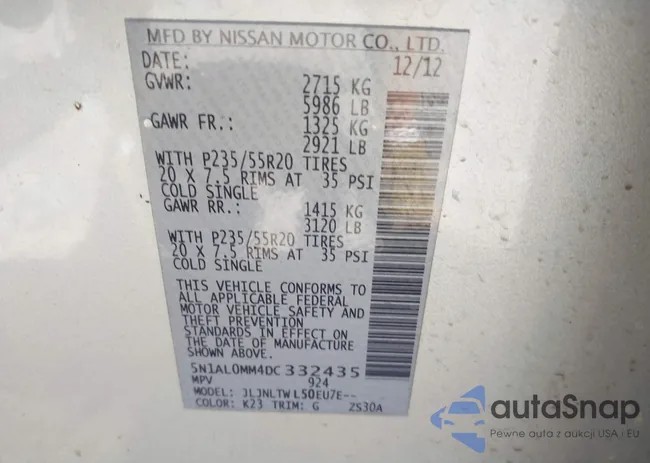 MFD BY NISSAN MOTOR CO., LTD.
DATE: 12/12
GVWR: 2715 KG
5986 LB
GAWR FR.: 1325 KG
2921 LB
WITH P235/55R20 TIRES
20 X 7.5 RIMS AT 35 PSI
COLD SINGLE
GAWR RR.: 1415 KG
3120 LB
WITH P235/55R20 TIRES
20 X 7.5 RIMS AT 35 PSI
COLD SINGLE
THIS VEHICLE CONFORMS TO
ALL APPLICABLE FEDERAL
MOTOR VEHICLE SAFETY AND
THEFT PREVENTION
STANDARDS IN EFFECT ON
THE DATE OF MANUFACTURE
SHOWN ABOVE.
5N1AL0MM4DC332435
MPV 924
MODEL: JLJNLTWL50EU7E--
COLOR: K23 TRIM: G ZS30A
autaSnap
Pewne auta z aukcji USA i EU